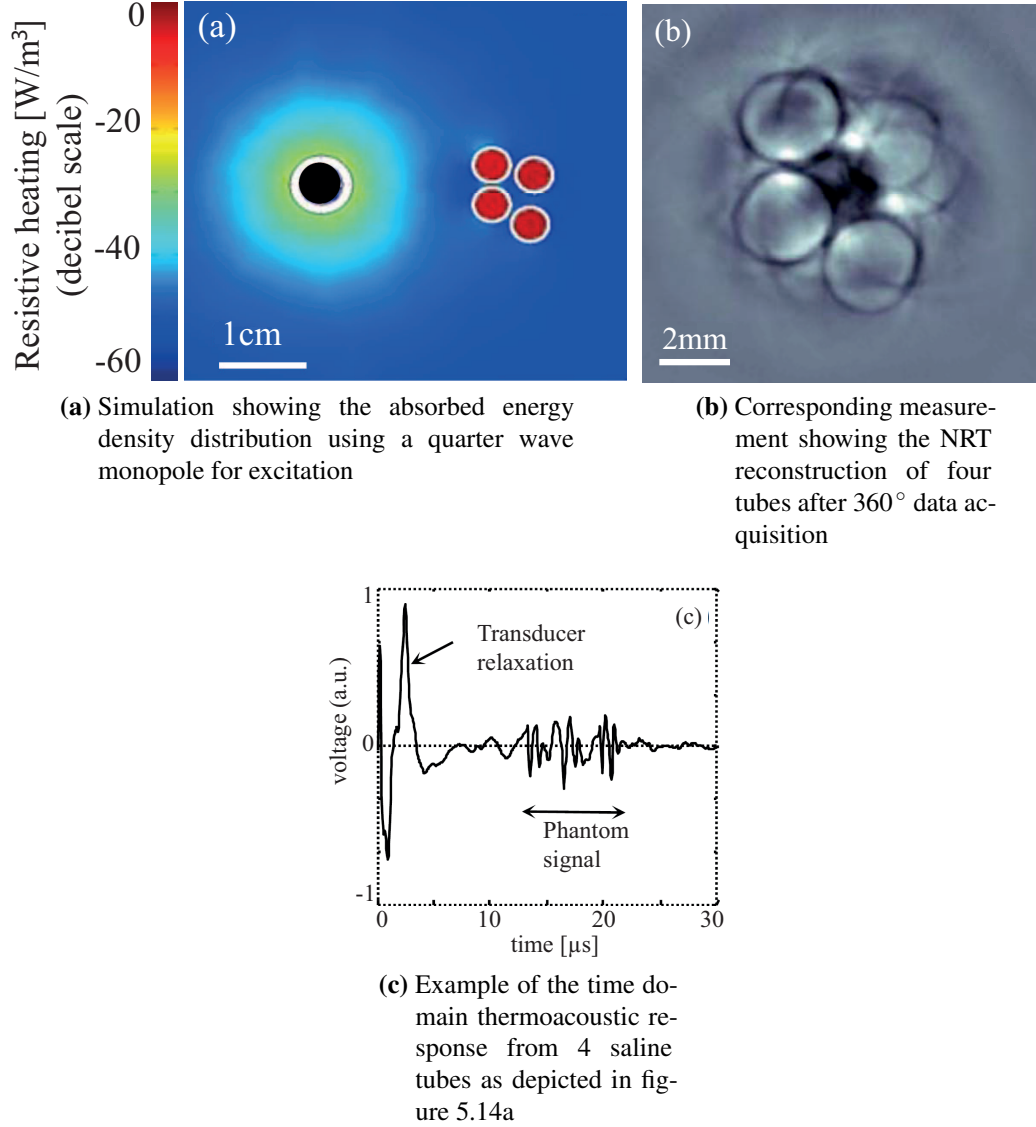 Resistive heating [W/m³]
(decibel scale)
0
-20
-40
-60
(a)
1cm
(b)
2mm
(a) Simulation showing the absorbed energy
density distribution using a quarter wave
monopole for excitation
(b) Corresponding measure-
ment showing the NRT
reconstruction of four
tubes after 360° data ac-
quisition
1
0
-1
voltage (a.u.)
(c)
Transducer
relaxation
Phantom
signal
0
10
20
30
time [µs]
(c) Example of the time do-
main thermoacoustic re-
sponse from 4 saline
tubes as depicted in fig-
ure 5.14a